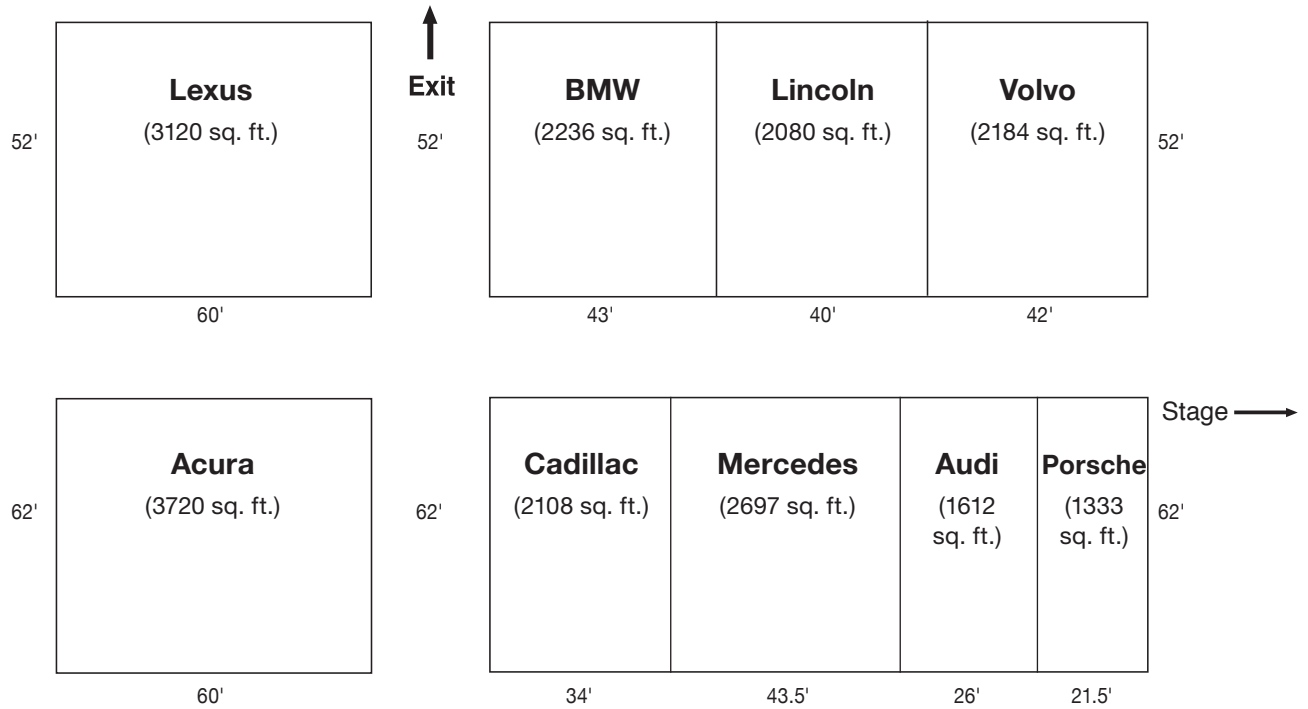 Exit
Lexus
(3120 sq. ft.)
BMW
(2236 sq. ft.)
Lincoln
(2080 sq. ft.)
Volvo
(2184 sq. ft.)
52'
52'
52'
60'
43'
40'
42'
Stage
Acura
(3720 sq. ft.)
Cadillac
(2108 sq. ft.)
Mercedes
(2697 sq. ft.)
Audi
(1612
sq. ft.)
Porsche
(1333
sq. ft.)
62'
62'
62'
60'
34'
43.5'
26'
21.5'